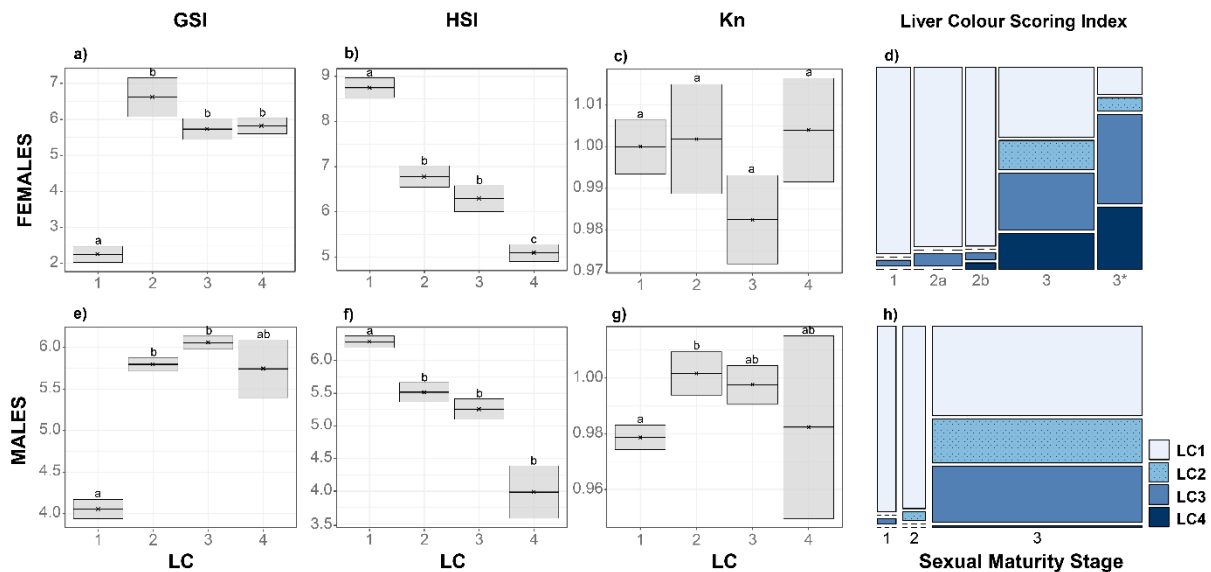 GSI
HSI
Kn
Liver Colour Scoring Index
FEMALES
a)
7
6
5
4
3
2
a
b
b
b
1
2
3
4
b)
9
8
7
6
5
a
b
b
c
1
2
3
4
c)
1.01
1.00
0.99
0.98
0.97
a
a
a
a
1
2
3
4
d)
1
2a
2b
3
3*
MALES
e)
6.0
5.5
5.0
4.5
4.0
a
b
b
ab
1
2
3
4
LC
f)
6.0
5.5
5.0
4.5
4.0
3.5
a
b
b
b
1
2
3
4
LC
g)
1.00
0.98
0.96
a
b
ab
ab
1
2
3
4
LC
h)
1
2
3
Sexual Maturity Stage
LC1
LC2
LC3
LC4